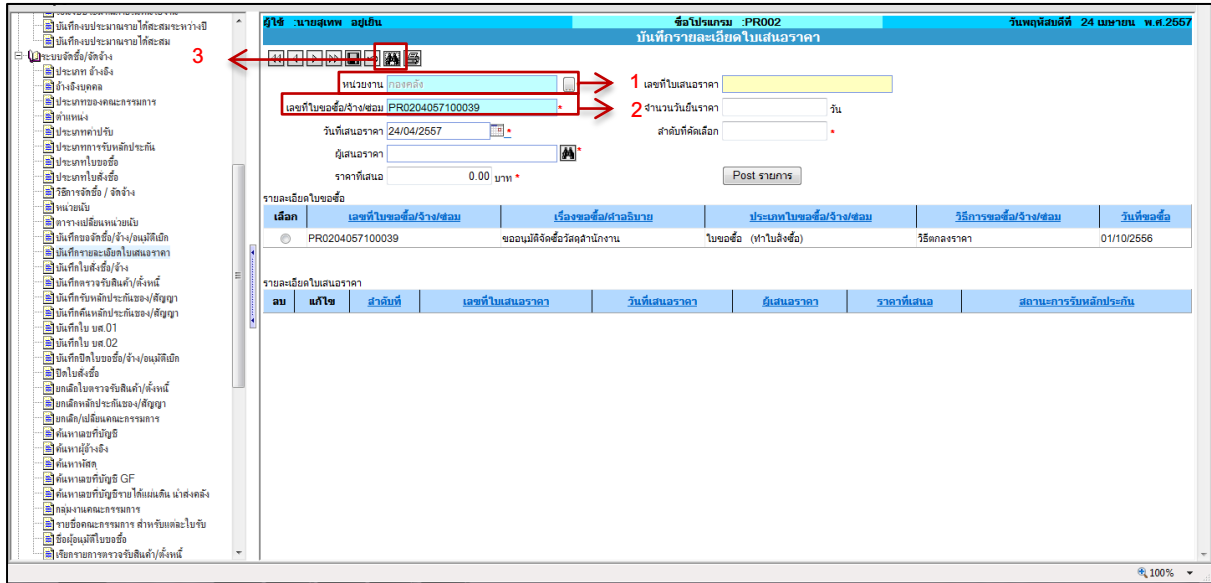 บันทึกงบประมาณรายได้สะสมระหว่างปี
บันทึกงบประมาณรายได้สะสม
ระบบจัดซื้อ/จัดจ้าง
ประเภท อ้างอิง
อ้างอิงบุคคล
ประเภทของคณะกรรมการ
ตำแหน่ง
ประเภทค่าปรับ
ประเภทการรับหลักประกัน
ประเภทใบขอซื้อ
ประเภทใบสั่งซื้อ
วิธีการจัดซื้อ / จัดจ้าง
หน่วยนับ
ตารางเปลี่ยนหน่วยนับ
บันทึกขอจัดซื้อ/จ้าง/อนุมัติเบิก
บันทึกรายละเอียดใบเสนอราคา
บันทึกใบสั่งซื้อ/จ้าง
บันทึกตรวจรับสินค้า/ตั้งหนี้
บันทึกรับหลักประกันซอง/สัญญา
บันทึกคืนหลักประกันซอง/สัญญา
บันทึกใบ บศ.01
บันทึกใบ บศ.02
บันทึกปิดใบขอซื้อ/จ้าง/อนุมัติเบิก
ปิดใบสั่งซื้อ
ยกเลิกใบตรวจรับสินค้า/ตั้งหนี้
ยกเลิกหลักประกันซอง/สัญญา
ยกเลิก/เปลี่ยนคณะกรรมการ
ค้นหาเลขที่บัญชี
ค้นหาผู้อ้างอิง
ค้นหาพัสดุ
ค้นหาเลขที่บัญชี GF
ค้นหาเลขที่บัญชีรายได้แผ่นดิน นำส่งคลัง
กลุ่มงานคณะกรรมการ
รายชื่อคณะกรรมการ สำหรับแต่ละใบรับ
ชื่อผู้อนุมัติใบขอซื้อ
เรียกรายการตรวจรับสินค้า/ตั้งหนี้
ผู้ใช้ :นายสุเทพ อยู่เย็น ชื่อโปรแกรม :PR002 วันพฤหัสบดีที่ 24 เมษายน พ.ศ.2557
บันทึกรายละเอียดใบเสนอราคา
3
หน่วยงาน กองคลัง ... 1 เลขที่ใบเสนอราคา
เลขที่ใบขอซื้อ/จ้าง/ซ่อม PR0204057100039 * 2 จำนวนวันยืนราคา วัน
วันที่เสนอราคา 24/04/2557 * ลำดับที่คัดเลือก *
ผู้เสนอราคา *
ราคาที่เสนอ 0.00 บาท * Post รายการ
รายละเอียดใบขอซื้อ
เลือก เลขที่ใบขอซื้อ/จ้าง/ซ่อม เรื่องขอซื้อ/คำอธิบาย ประเภทใบขอซื้อ/จ้าง/ซ่อม วิธีการขอซื้อ/จ้าง/ซ่อม วันที่ขอซื้อ
PR0204057100039 ขออนุมัติจัดซื้อวัสดุสำนักงาน ใบขอซื้อ (ทำใบสั่งซื้อ) วิธีตกลงราคา 01/10/2556
รายละเอียดใบเสนอราคา
ลบ แก้ไข ลำดับที่ เลขที่ใบเสนอราคา วันที่เสนอราคา ผู้เสนอราคา ราคาที่เสนอ สถานะการรับหลักประกัน
100%